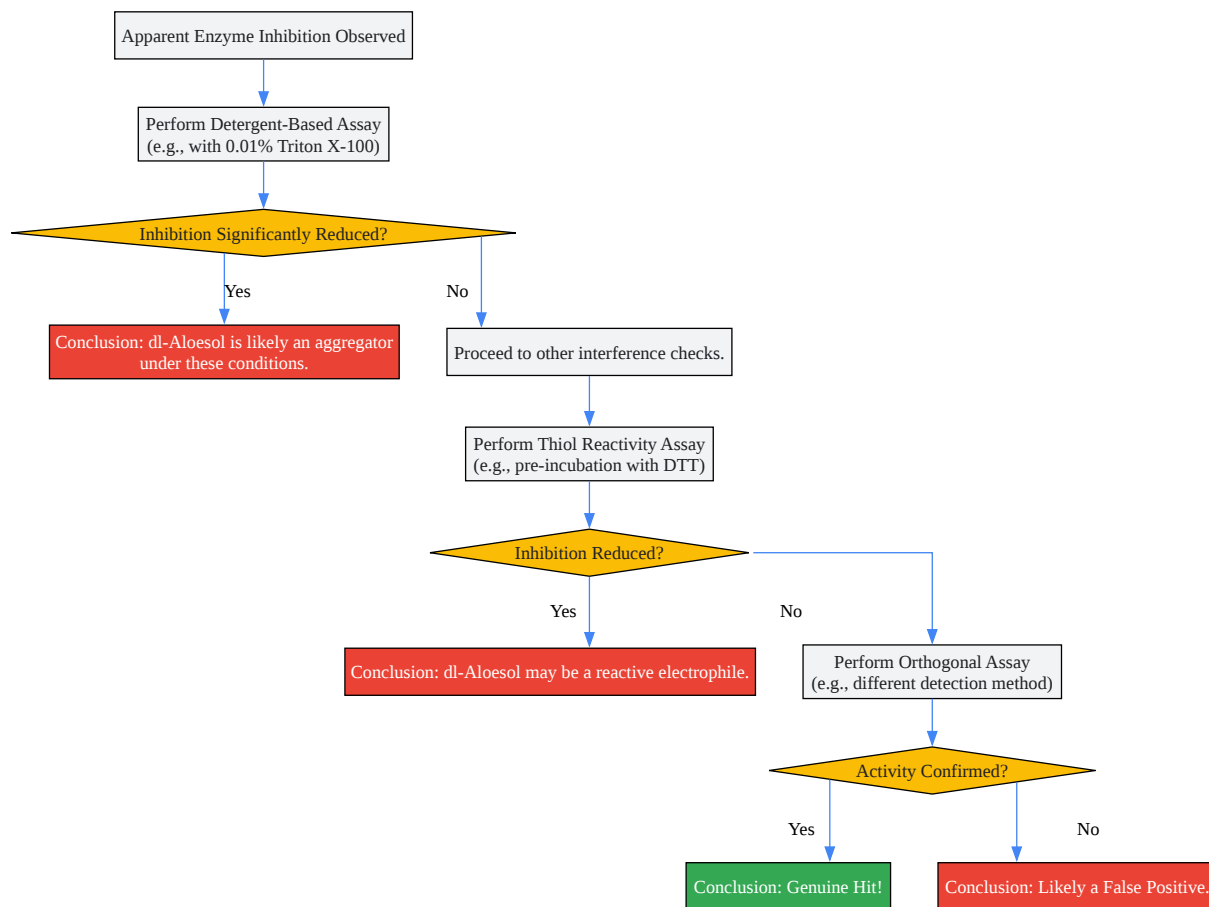 Apparent Enzyme Inhibition Observed
Perform Detergent-Based Assay
(e.g., with 0.01% Triton X-100)
Inhibition Significantly Reduced?
Yes
No
Conclusion: dl-Aloesol is likely an aggregator
under these conditions.
Proceed to other interference checks.
Perform Thiol Reactivity Assay
(e.g., pre-incubation with DTT)
Inhibition Reduced?
Yes
No
Conclusion: dl-Aloesol may be a reactive electrophile.
Perform Orthogonal Assay
(e.g., different detection method)
Activity Confirmed?
Yes
No
Conclusion: Genuine Hit!
Conclusion: Likely a False Positive.